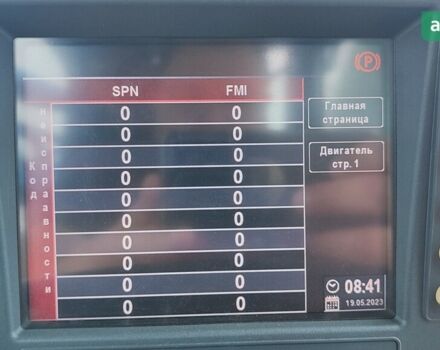 a
P
SPN FMI
Код неисправности
0 0
0 0
0 0
0 0
0 0
0 0
0 0
0 0
0 0
0 0
Главная
страница
Двигатель
стр. 1
08:41
19.05.2023